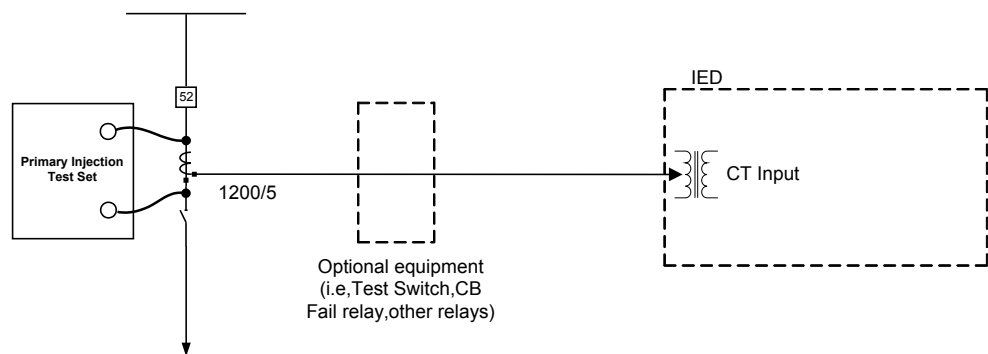 IED
52
Primary Injection
Test Set
CT Input
1200/5
Optional equipment
(i.e,Test Switch,CB
Fail relay,other relays)